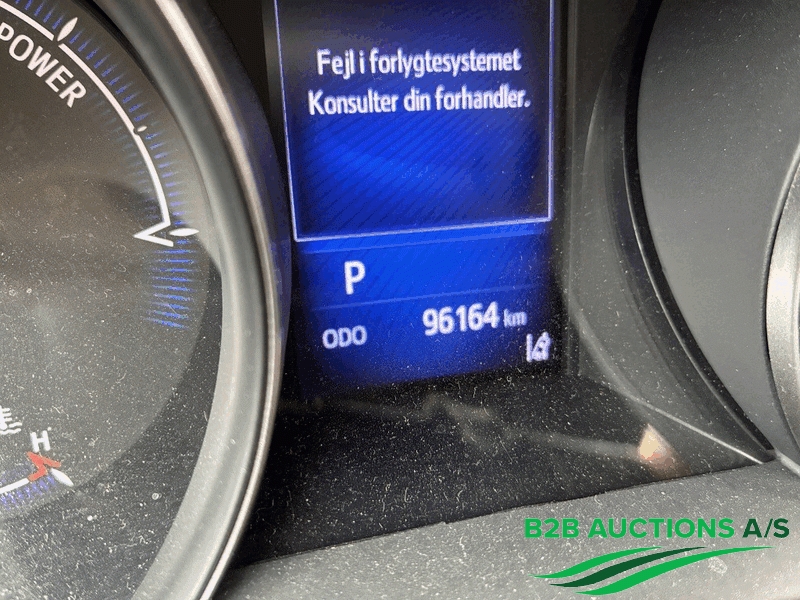 POWER
Fejl i forlygtesystemet
Konsulter din forhandler.
P
ODO 96164 km
H
B2B AUCTIONS A/S